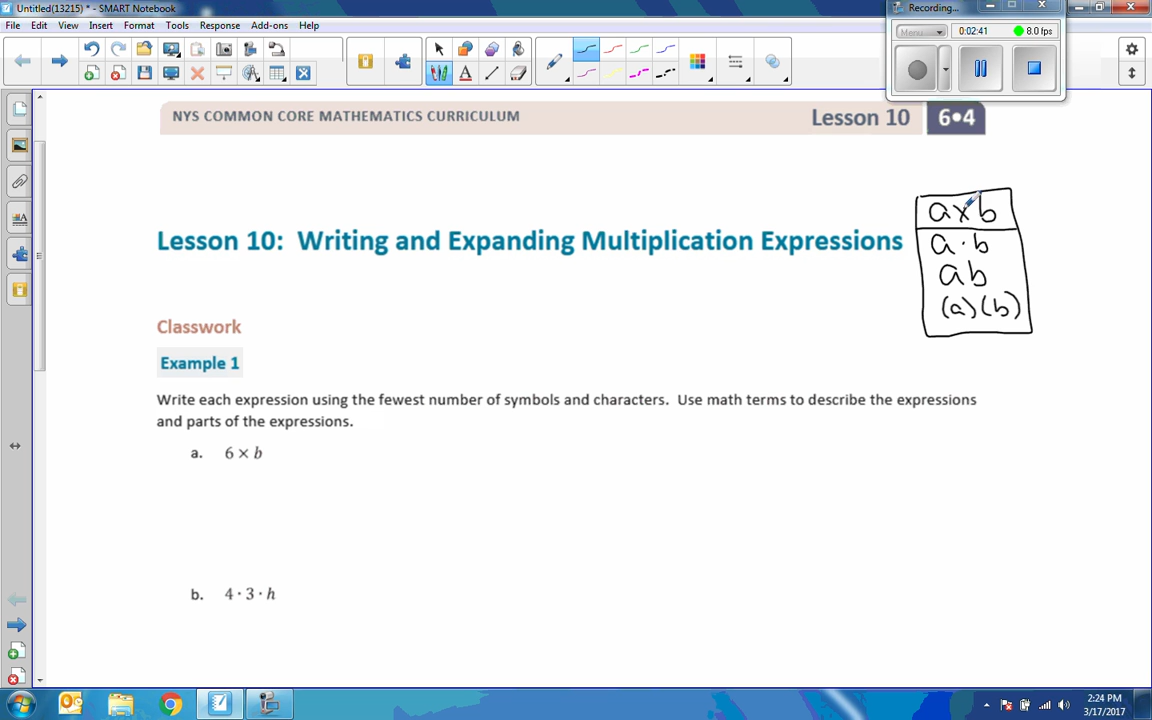 Untitled(13215) * - SMART Notebook
Recording...
File Edit View Insert Format Tools Response Add-ons Help
Menu
0:02:41
8.0 fps
NYS COMMON CORE MATHEMATICS CURRICULUM
Lesson 10
6•4
a×b
a·b
ab
(a)(b)
Lesson 10: Writing and Expanding Multiplication Expressions
Classwork
Example 1
Write each expression using the fewest number of symbols and characters. Use math terms to describe the expressions
and parts of the expressions.
a. 6 × b
b. 4 · 3 · h
2:24 PM
3/17/2017